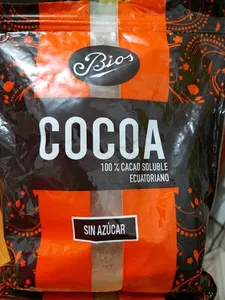 Bios
COCOA
100 % CACAO SOLUBLE
ECUATORIANO
SIN AZÚCAR